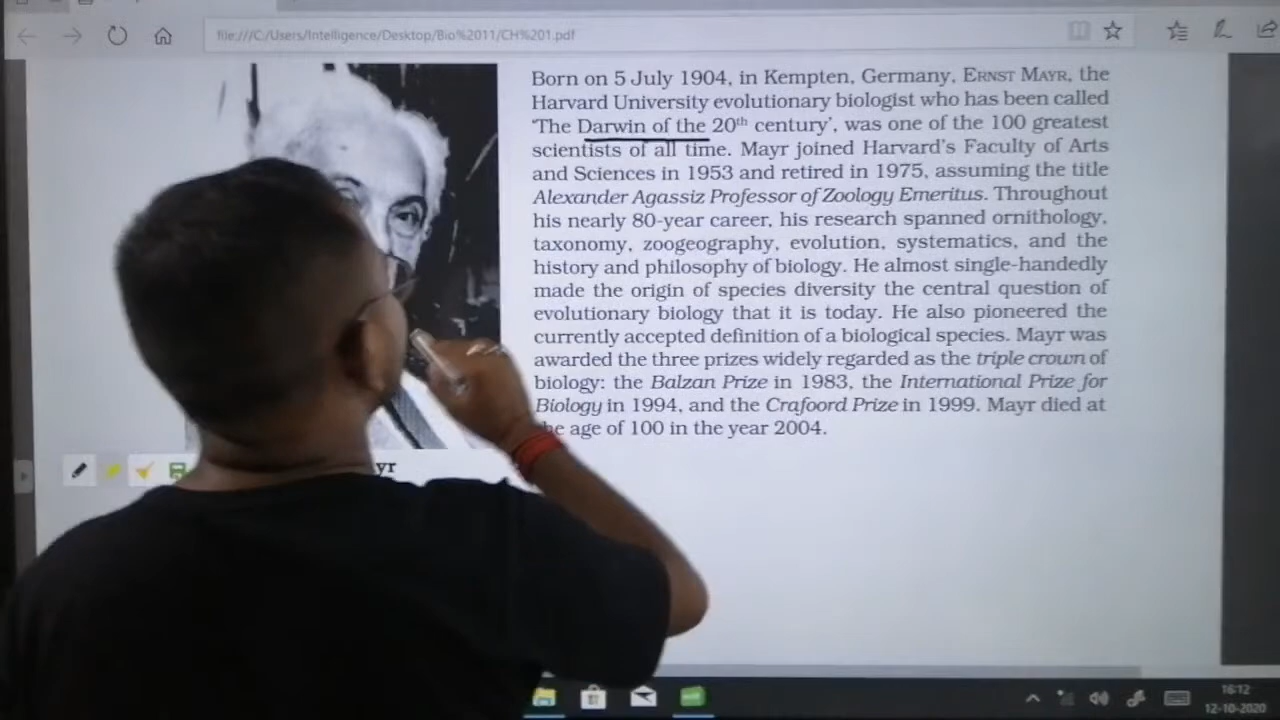 file:///C:/Users/Intelligence/Desktop/Bio%2011/CH%201.pdf
Born on 5 July 1904, in Kempten, Germany, ERNST MAYR, the
Harvard University evolutionary biologist who has been called
'The Darwin of the 20th century', was one of the 100 greatest
scientists of all time. Mayr joined Harvard's Faculty of Arts
and Sciences in 1953 and retired in 1975, assuming the title
Alexander Agassiz Professor of Zoology Emeritus. Throughout
his nearly 80-year career, his research spanned ornithology,
taxonomy, zoogeography, evolution, systematics, and the
history and philosophy of biology. He almost single-handedly
made the origin of species diversity the central question of
evolutionary biology that it is today. He also pioneered the
currently accepted definition of a biological species. Mayr was
awarded the three prizes widely regarded as the triple crown of
biology: the Balzan Prize in 1983, the International Prize for
Biology in 1994, and the Crafoord Prize in 1999. Mayr died at
he age of 100 in the year 2004.
yr
16:12
12-10-2020